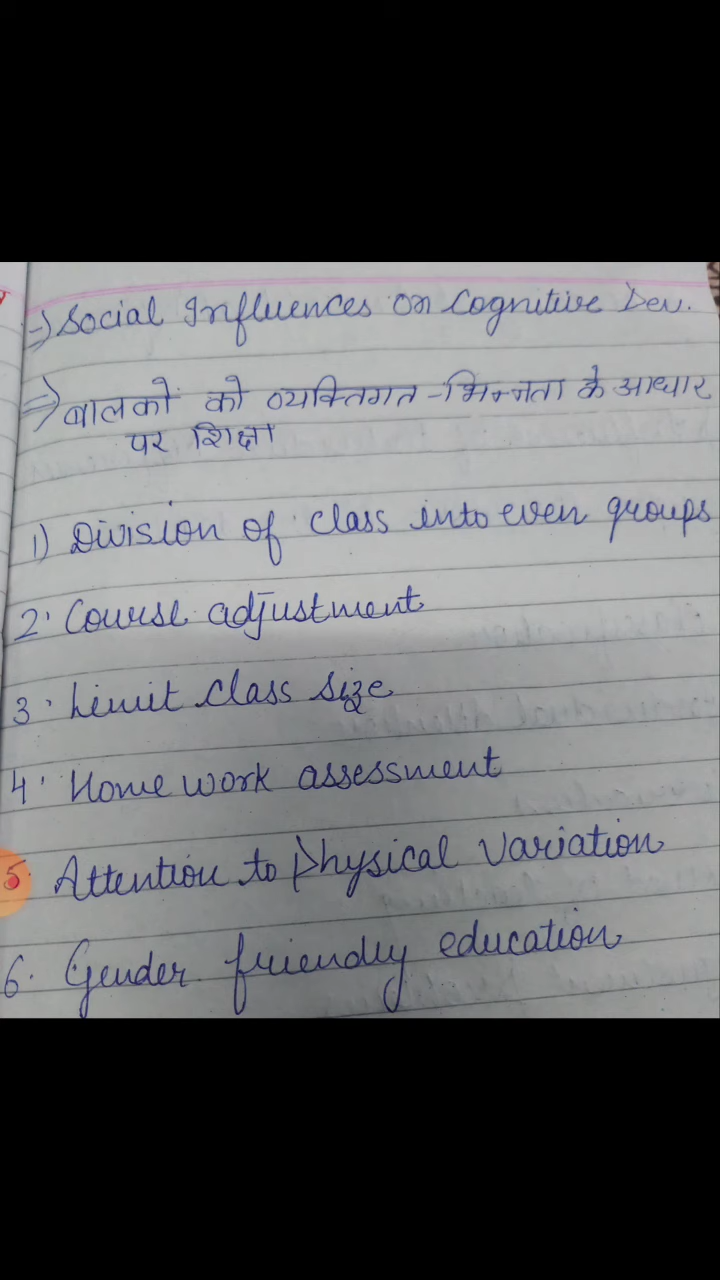 ⇒ Social Influences on Cognitive Dev.
⇒ बालकों को व्यक्तिगत-भिन्नता के आधार
पर शिक्षा
1) Division of class into even groups
2. Course adjustment
3. Limit class size
4. Home work assessment
5. Attention to physical variation
6. Gender friendly education